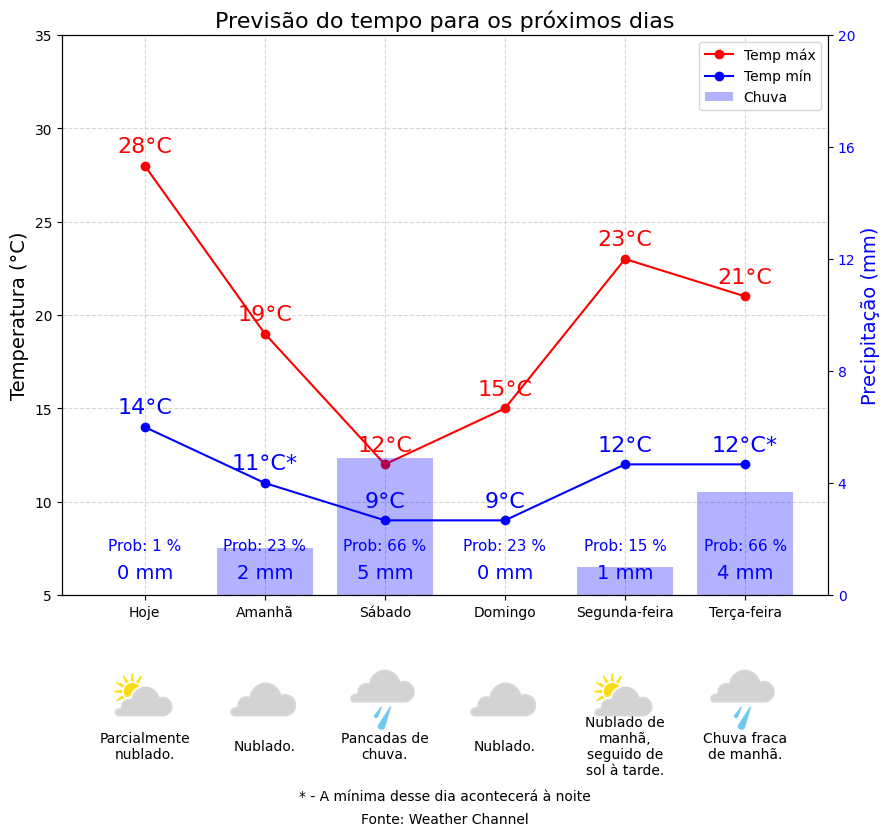 Previsão do tempo para os próximos dias
35
30
25
20
15
10
5
Temperatura (°C)
20
16
12
8
4
0
Precipitação (mm)
Temp máx
Temp mín
Chuva
28°C
19°C
12°C
15°C
23°C
21°C
14°C
11°C*
9°C
9°C
12°C
12°C*
Prob: 1 %
Prob: 23 %
Prob: 66 %
Prob: 23 %
Prob: 15 %
Prob: 66 %
0 mm
2 mm
5 mm
0 mm
1 mm
4 mm
Hoje
Amanhã
Sábado
Domingo
Segunda-feira
Terça-feira
Parcialmente
nublado.
Nublado.
Pancadas de
chuva.
Nublado.
Nublado de
manhã,
seguido de
sol à tarde.
Chuva fraca
de manhã.
* - A mínima desse dia acontecerá à noite
Fonte: Weather Channel